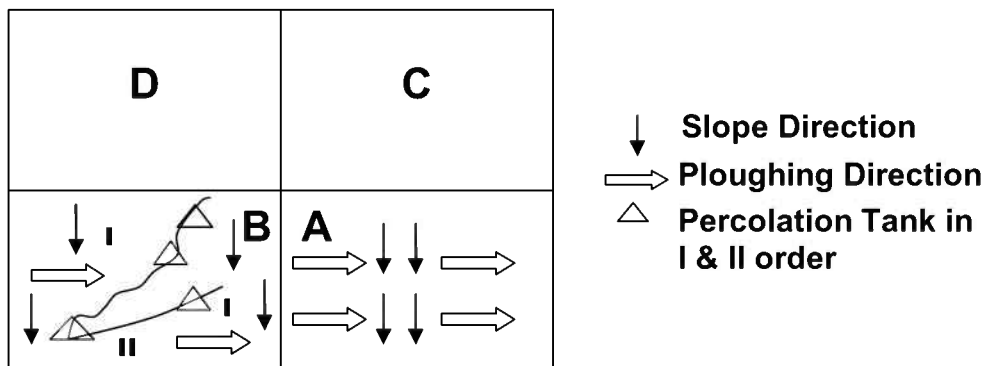 D
C
B
A
I
I
II
Slope Direction
Ploughing Direction
Percolation Tank in
I & II order